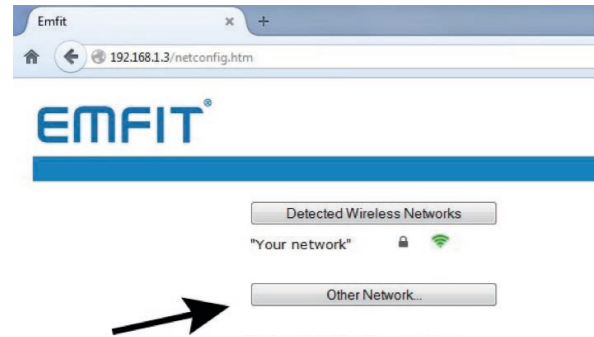 Emfit
192.168.1.3/netconfig.htm
EMFIT®
Detected Wireless Networks
"Your network"
Other Network...